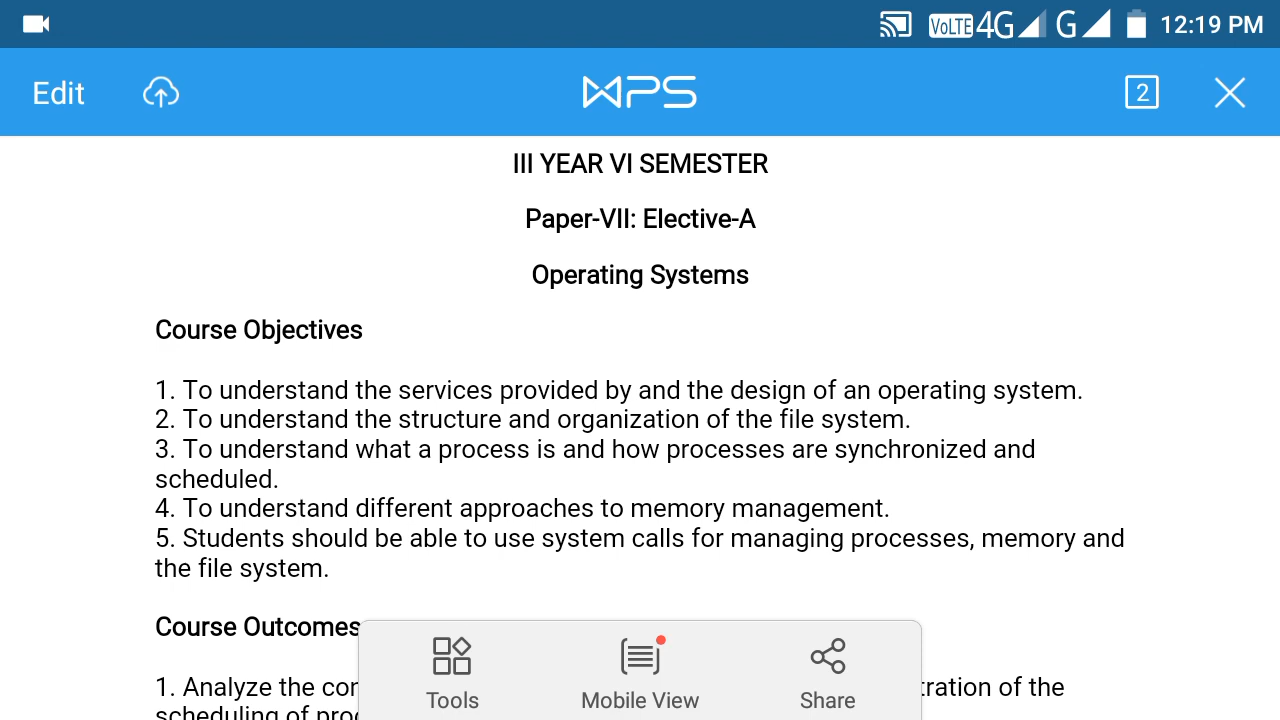 VoLTE 4G G 12:19 PM
Edit WPS 2
III YEAR VI SEMESTER
Paper-VII: Elective-A
Operating Systems
Course Objectives
1. To understand the services provided by and the design of an operating system.
2. To understand the structure and organization of the file system.
3. To understand what a process is and how processes are synchronized and
scheduled.
4. To understand different approaches to memory management.
5. Students should be able to use system calls for managing processes, memory and
the file system.
Course Outcomes
1. Analyze the of the
scheduling of
Tools Mobile View Share